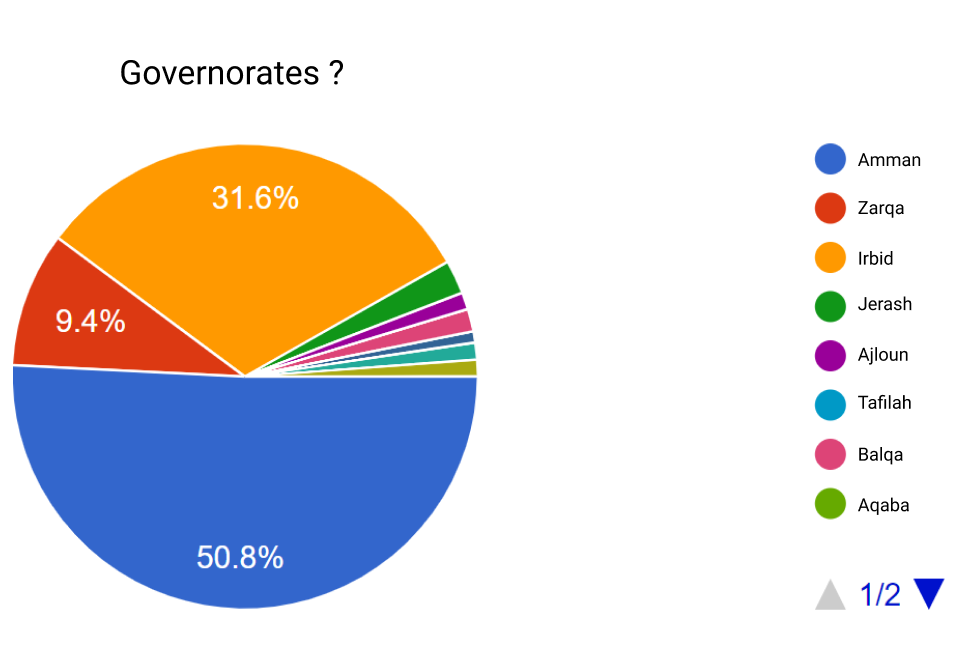 Governorates ?
31.6%
9.4%
50.8%
Amman
Zarqa
Irbid
Jerash
Ajloun
Tafilah
Balqa
Aqaba
1/2